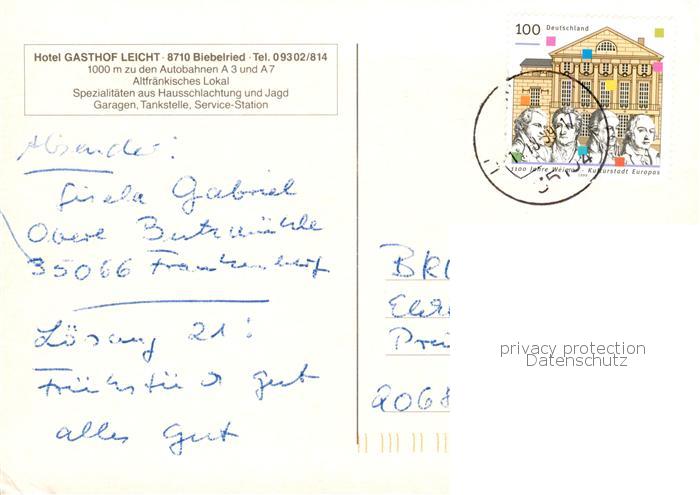 Hotel GASTHOF LEICHT · 8710 Biebelried · Tel. 09302/814
1000 m zu den Autobahnen A 3 und A 7
Altfränkisches Lokal
Spezialitäten aus Hausschlachtung und Jagd
Garagen, Tankstelle, Service-Station
100 Deutschland
1100 Jahre Weimar - Kulturstadt Europas
1999
Absender:
Gisela Gabriel
Obere Butzmühle
35066 Frankenberg
Lösung 21:
Frühstück gut
alles gut
privacy protection
Datenschutz